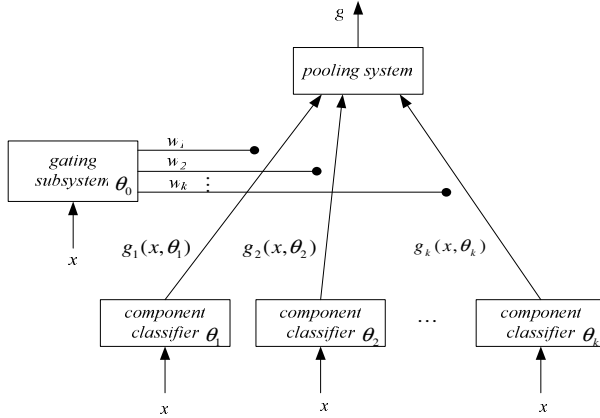 g
pooling system
w₁
gating
w₂
subsystem θ₀
wₖ ⋮
x
g₁(x,θ₁) g₂(x,θ₂) gₖ(x,θₖ)
component component component
classifier θ₁ classifier θ₂ … classifier θₖ
x x x